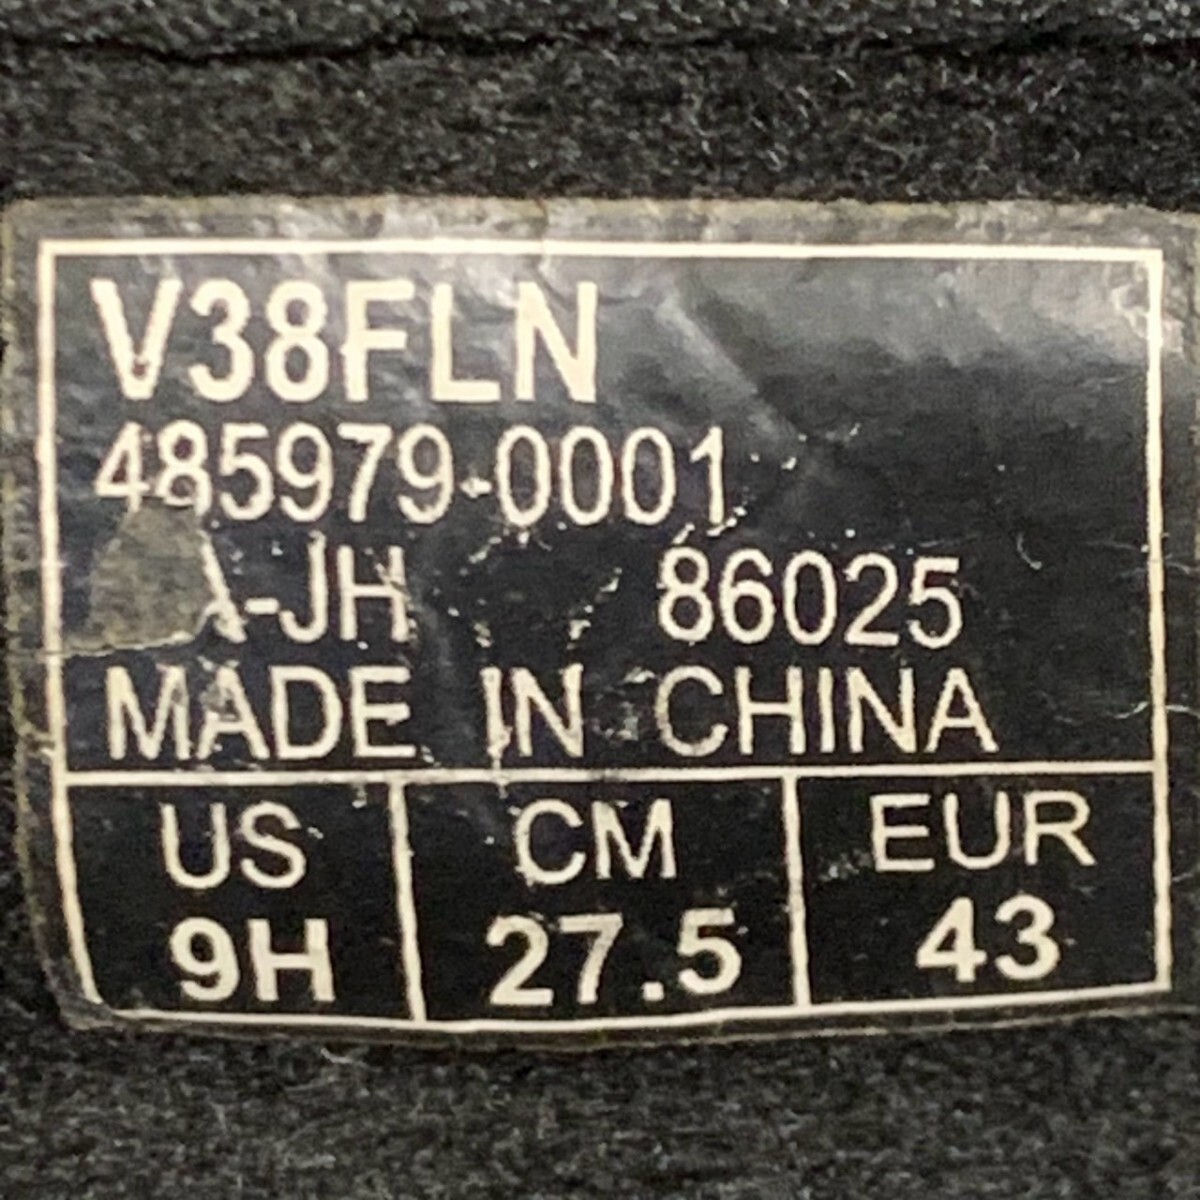 V38FLN
485979-0001
A-JH 86025
MADE IN CHINA
US CM EUR
9H 27.5 43